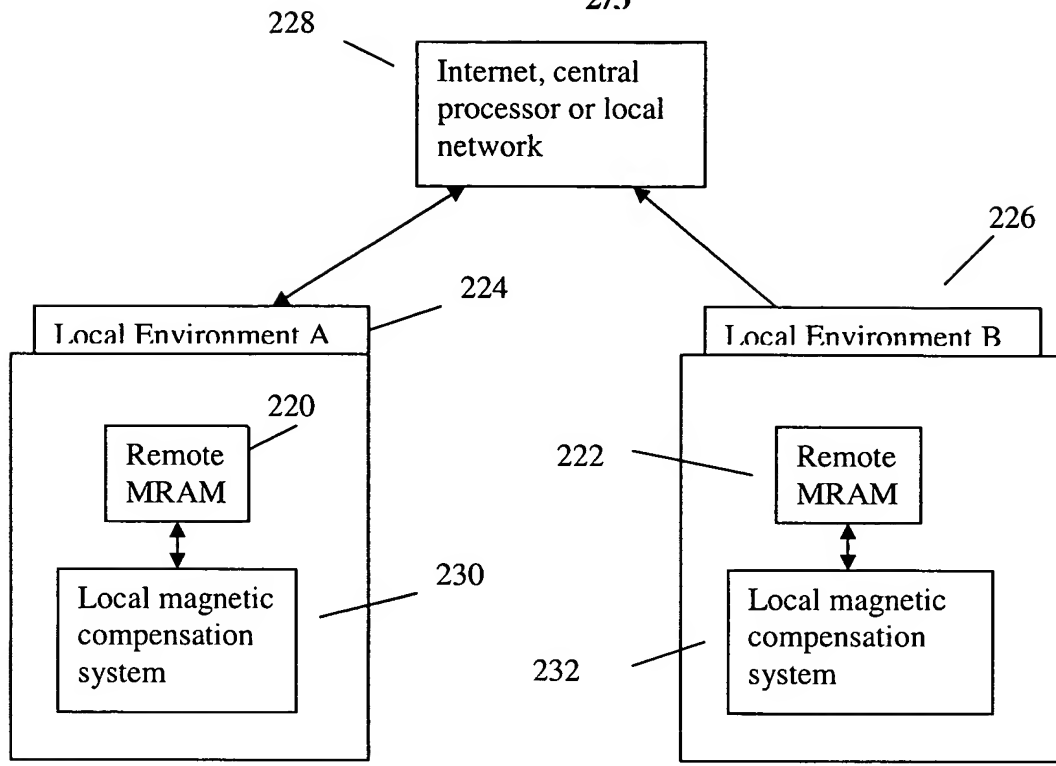 228
Internet, central
processor or local
network
226
224
Local Environment A
Local Environment B
220
Remote
MRAM
222
Remote
MRAM
230
Local magnetic
compensation
system
232
Local magnetic
compensation
system